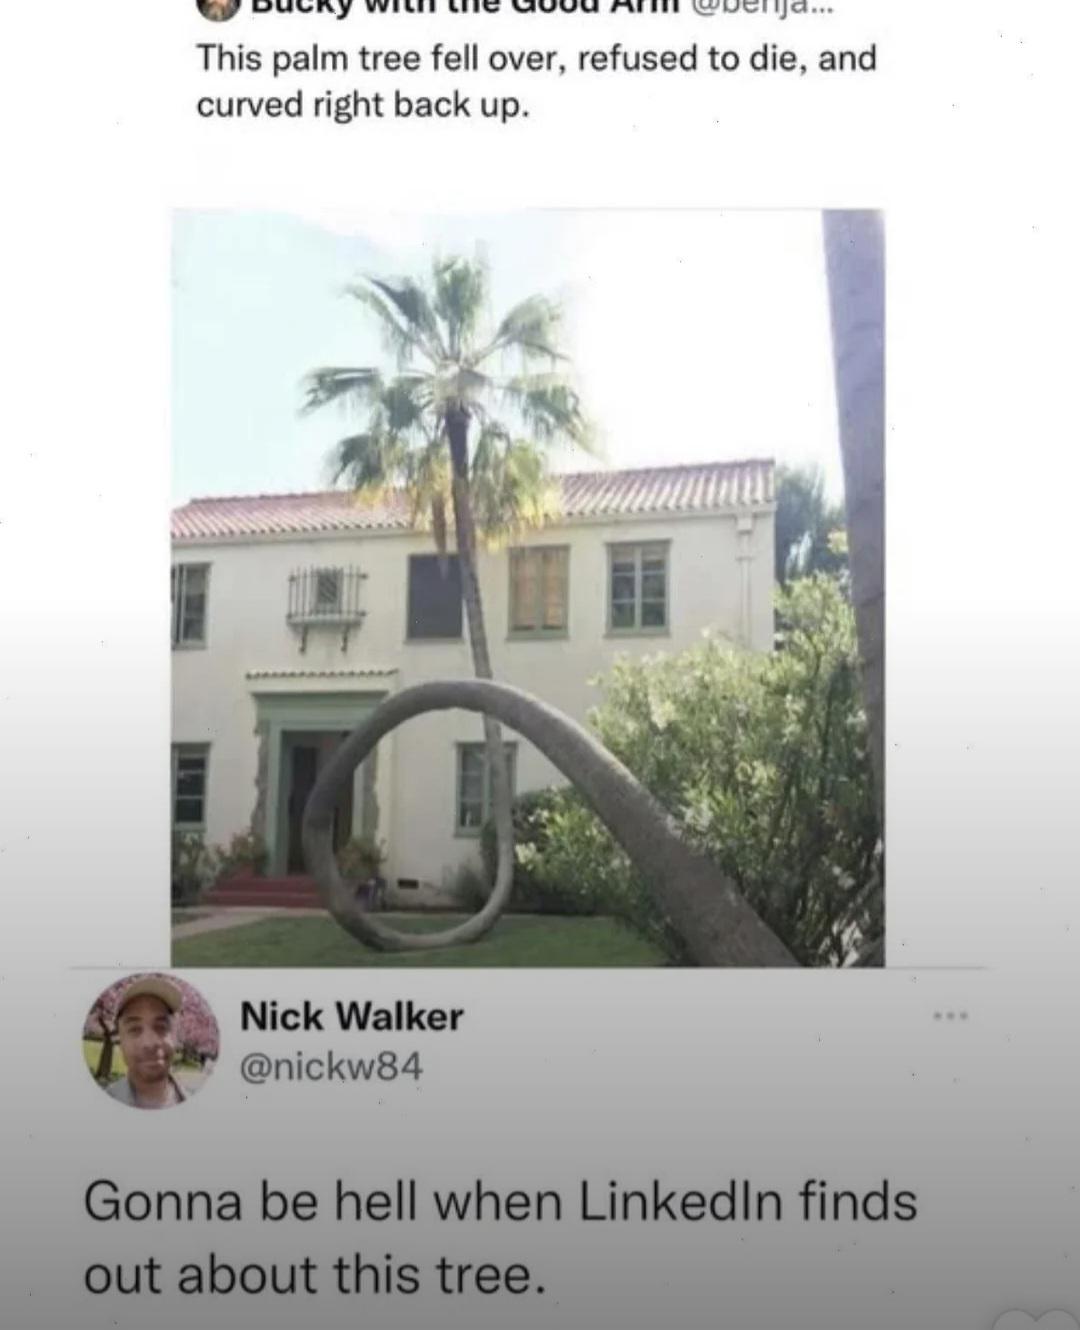 Bucky with the Good Arm @benja...
This palm tree fell over, refused to die, and
curved right back up.
Nick Walker
@nickw84
Gonna be hell when LinkedIn finds
out about this tree.